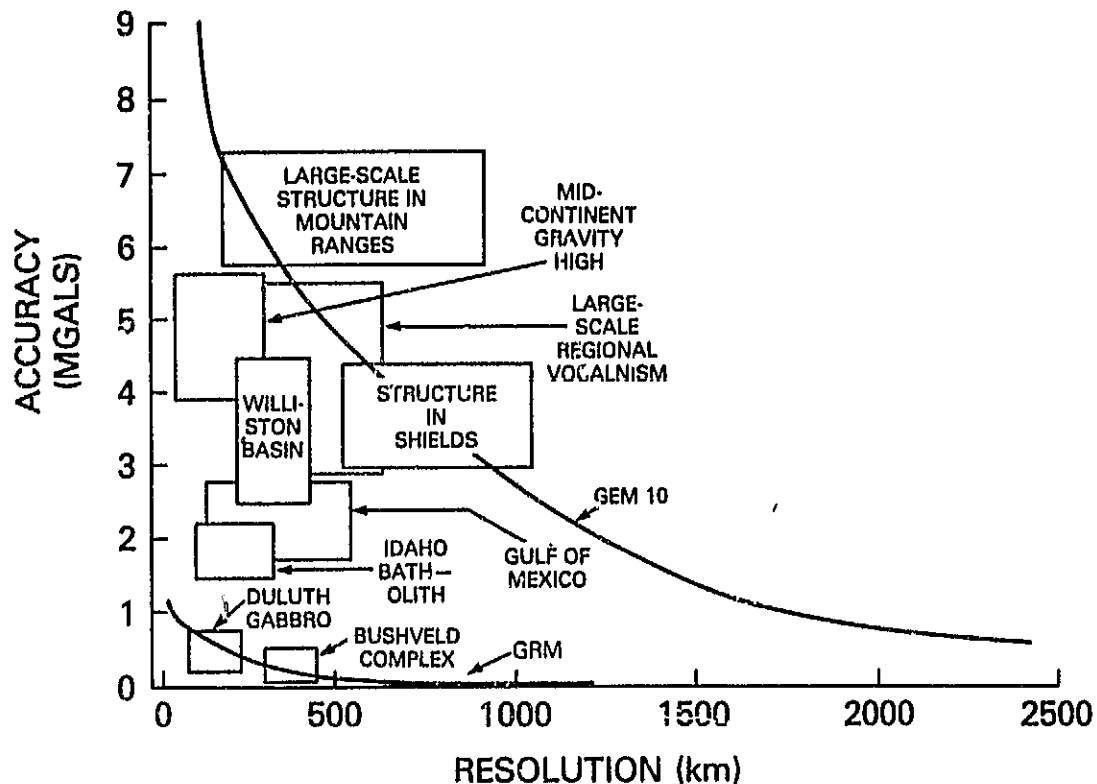 9
8
7
6
5
4
3
2
1
0
ACCURACY
(MGALS)
LARGE-SCALE
STRUCTURE IN
MOUNTAIN
RANGES
MID-
CONTINENT
GRAVITY
HIGH
LARGE-
SCALE
REGIONAL
VOCALNISM
WILLI-
STON
BASIN
STRUCTURE
IN
SHIELDS
GEM 10
GULF OF
MEXICO
IDAHO
BATH—
OLITH
DULUTH
GABBRO
BUSHVELD
COMPLEX
GRM
0 500 1000 1500 2000 2500
RESOLUTION (km)